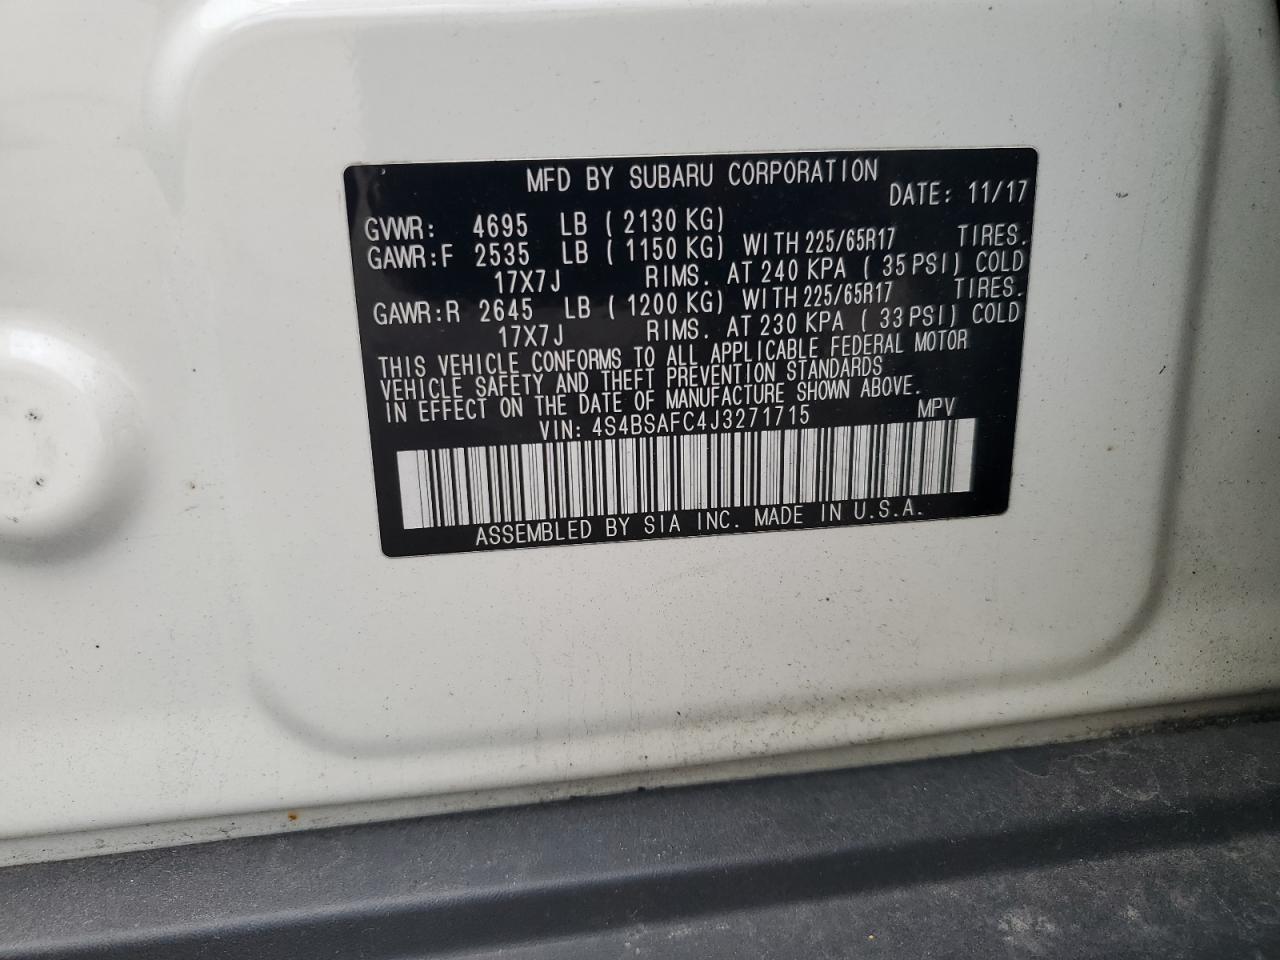 MFD BY SUBARU CORPORATION
DATE: 11/17
GVWR: 4695 LB ( 2130 KG)
GAWR:F 2535 LB ( 1150 KG) WITH 225/65R17 TIRES.
17X7J RIMS. AT 240 KPA ( 35 PSI) COLD
GAWR:R 2645 LB ( 1200 KG) WITH 225/65R17 TIRES.
17X7J RIMS. AT 230 KPA ( 33 PSI) COLD
THIS VEHICLE CONFORMS TO ALL APPLICABLE FEDERAL MOTOR
VEHICLE SAFETY AND THEFT PREVENTION STANDARDS
IN EFFECT ON THE DATE OF MANUFACTURE SHOWN ABOVE.
VIN: 4S4BSAFC4J3271715 MPV
ASSEMBLED BY SIA INC. MADE IN U.S.A.